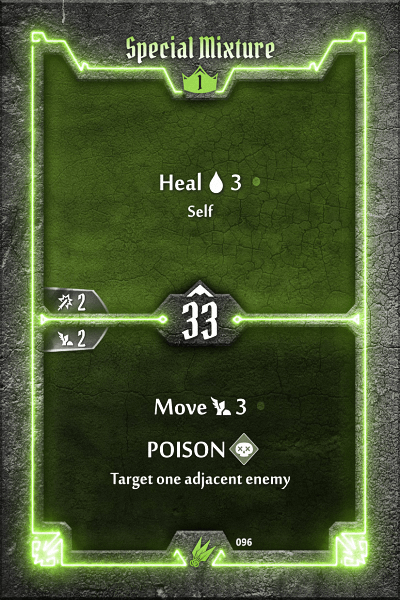 Special Mixture
1
Heal 3
Self
2
33
2
Move 3
POISON
Target one adjacent enemy
096